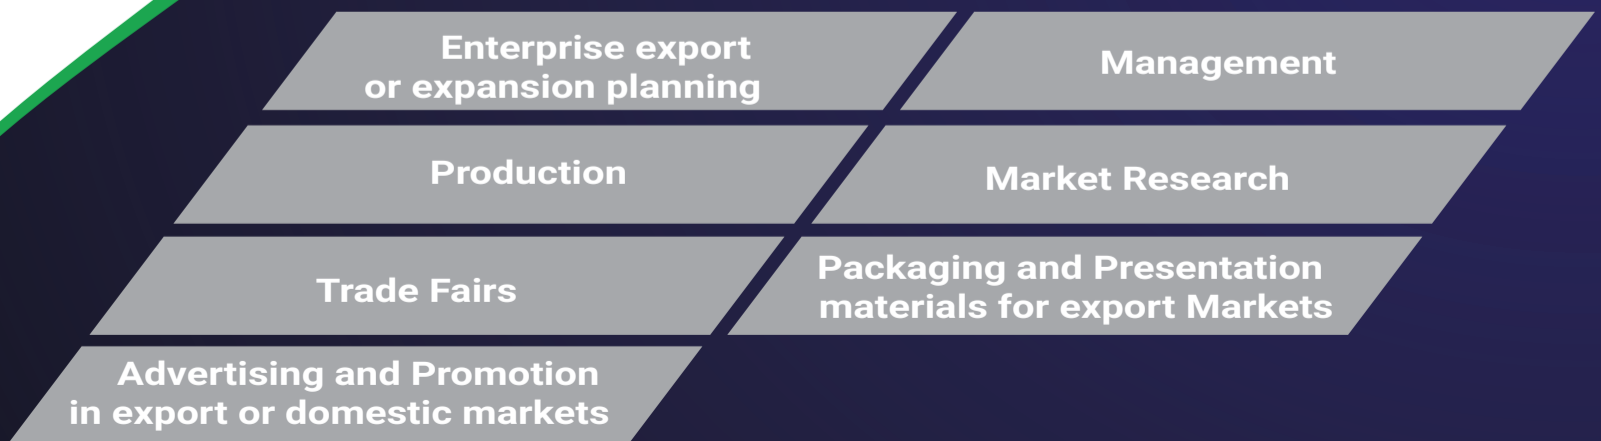 Enterprise export
or expansion planning
Management
Production
Market Research
Trade Fairs
Packaging and Presentation
materials for export Markets
Advertising and Promotion
in export or domestic markets